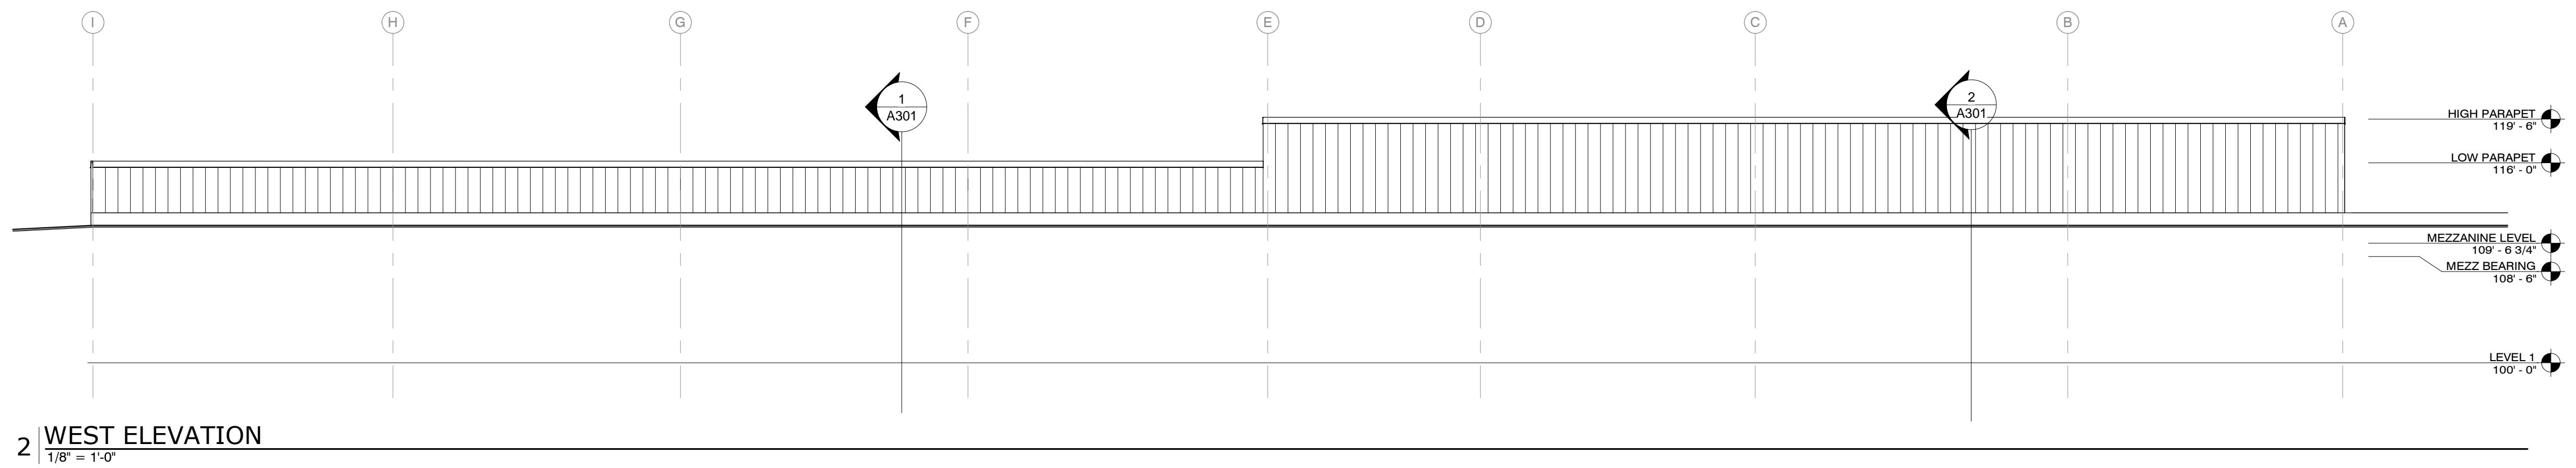 I H G F E D C B A
1
A301
2
A301
HIGH PARAPET
119' - 6"
LOW PARAPET
116' - 0"
MEZZANINE LEVEL
109' - 6 3/4"
MEZZ BEARING
108' - 6"
LEVEL 1
100' - 0"
2 WEST ELEVATION
1/8" = 1'-0"